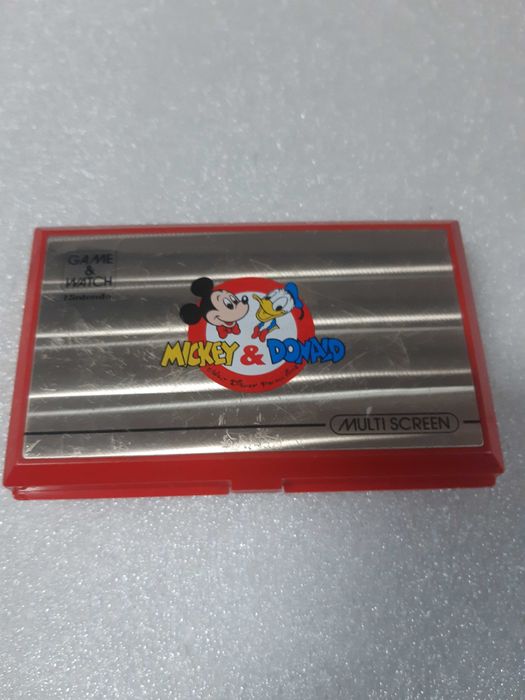 GAME
&
WATCH
Nintendo
MICKEY & DONALD
MULTI SCREEN